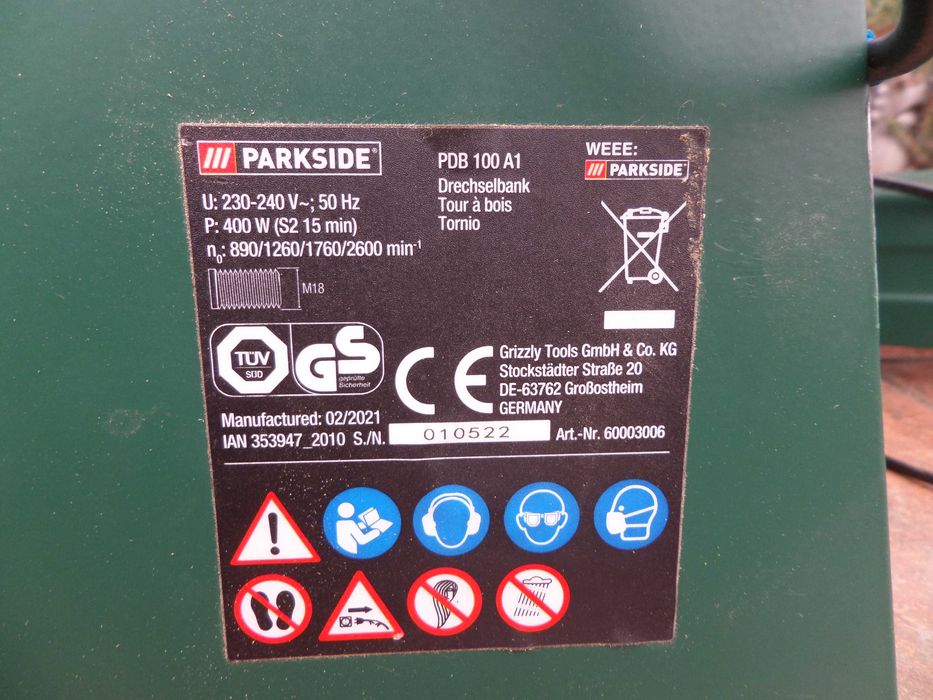 PARKSIDE®
U: 230-240 V~; 50 Hz
P: 400 W (S2 15 min)
n0: 890/1260/1760/2600 min-1
M18
PDB 100 A1
Drechselbank
Tour à bois
Tornio
WEEE:
PARKSIDE®
TÜV
SÜD
GS
geprüfte
Sicherheit
CE
Grizzly Tools GmbH & Co. KG
Stockstädter Straße 20
DE-63762 Großostheim
GERMANY
Manufactured: 02/2021
IAN 353947_2010 S./N. 010522 Art.-Nr. 60003006